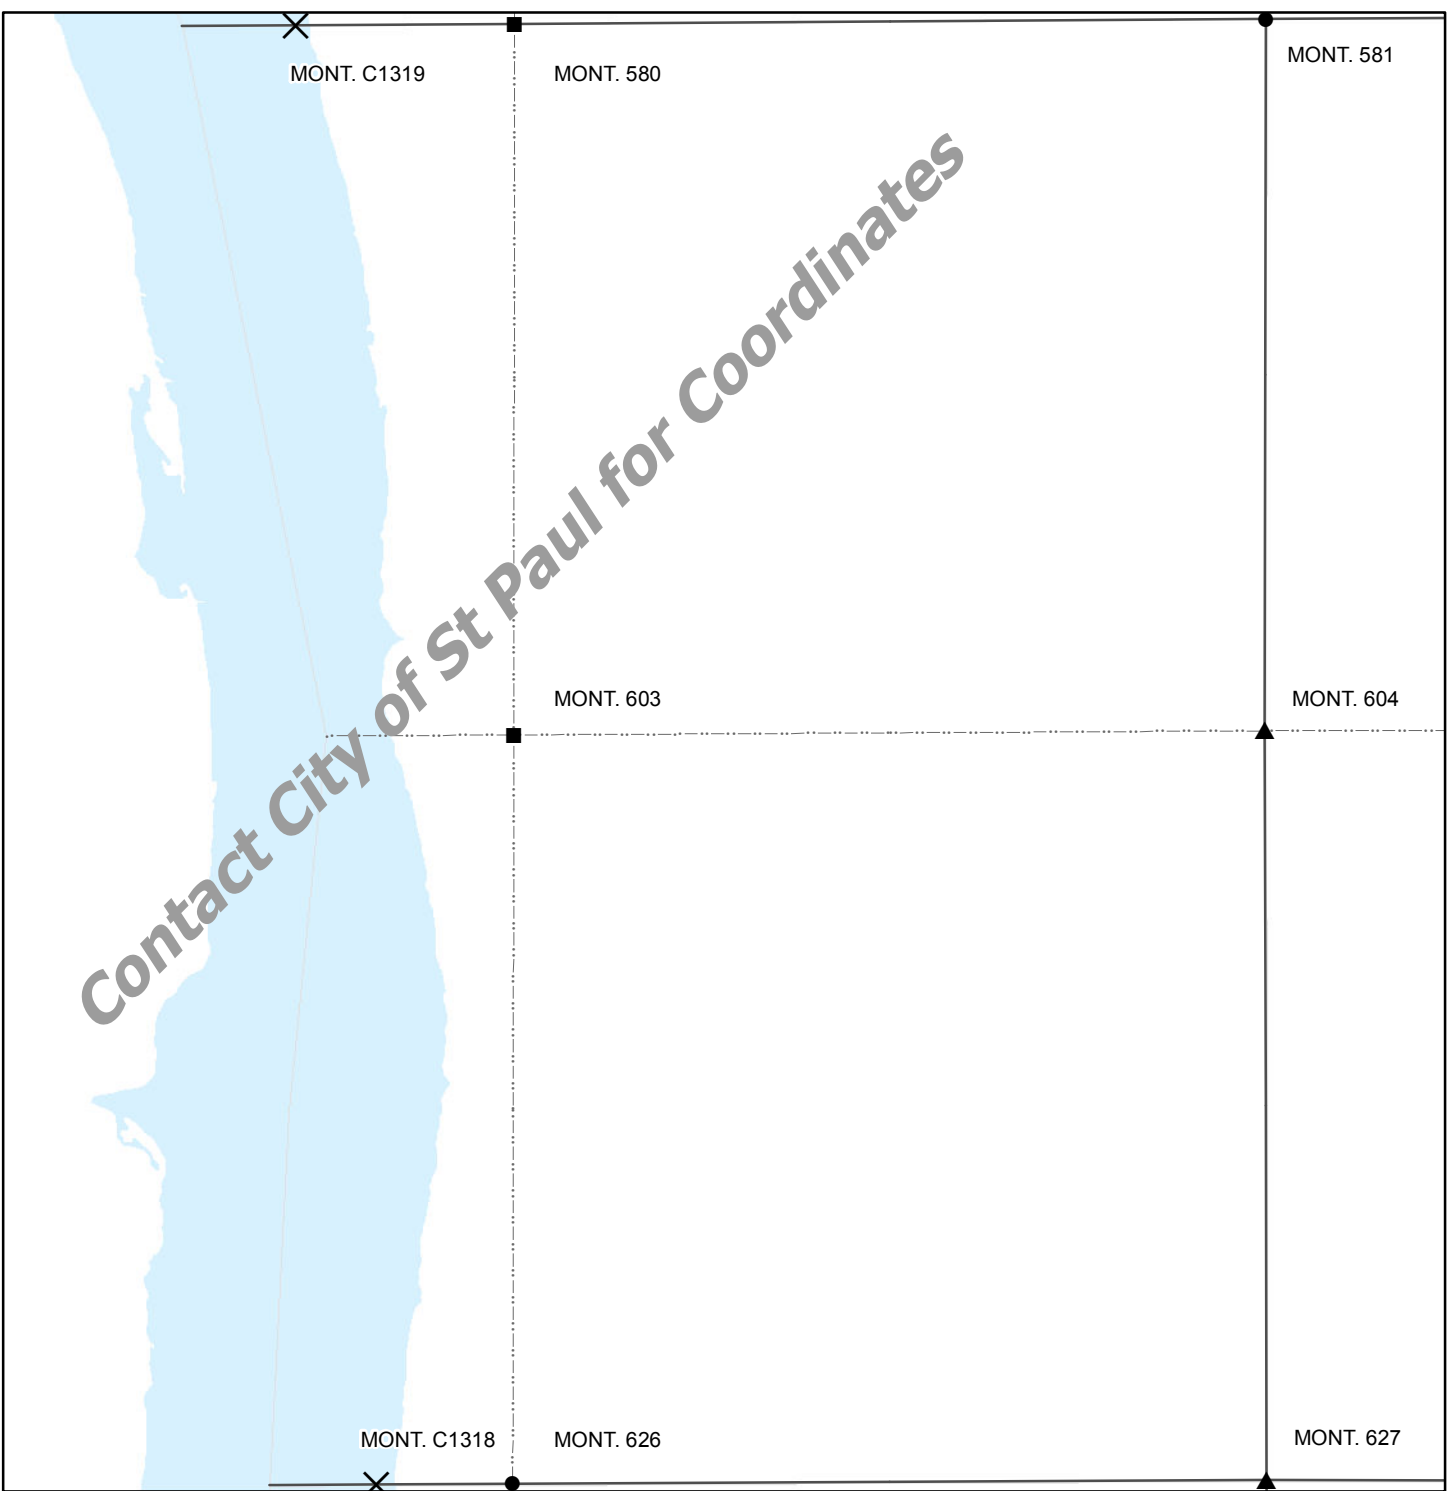 MONT. C1319
MONT. 580
MONT. 581
Contact City of St Paul for Coordinates
MONT. 603
MONT. 604
MONT. C1318
MONT. 626
MONT. 627